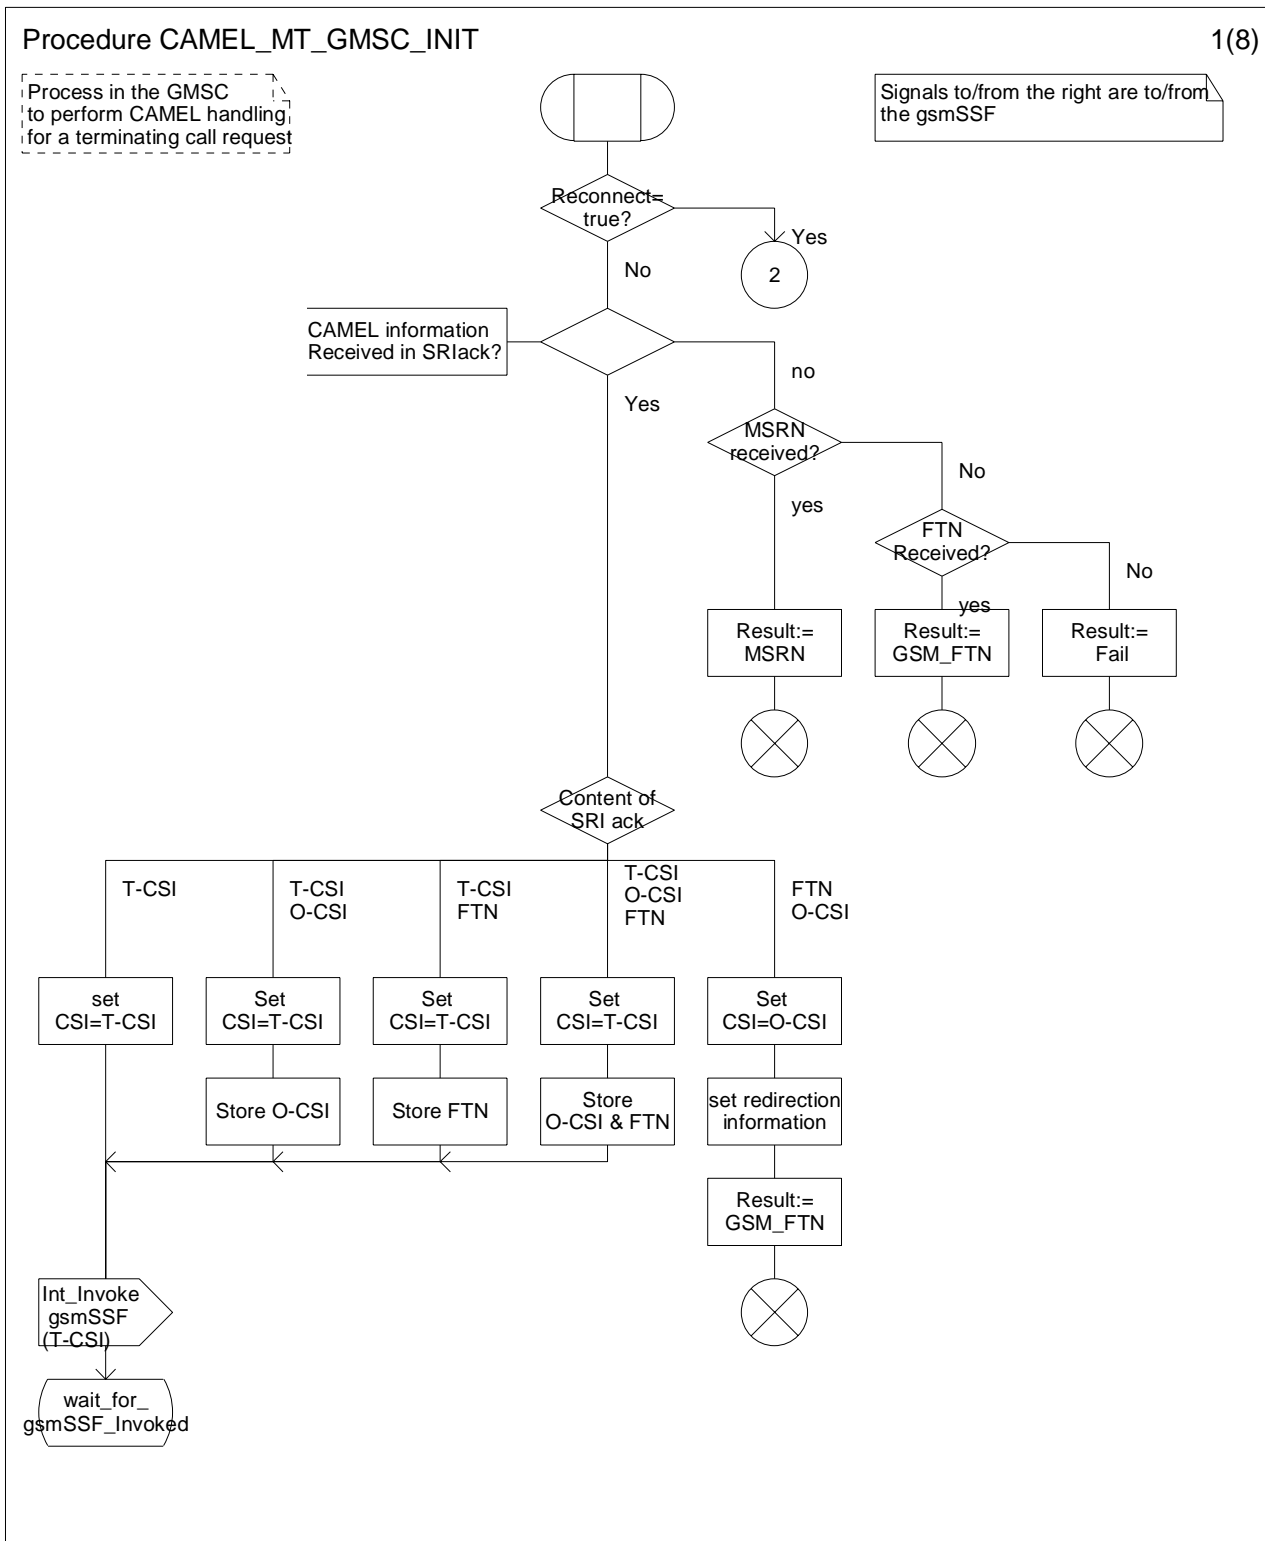 Procedure CAMEL_MT_GMSC_INIT
1(8)
Process in the GMSC
to perform CAMEL handling
for a terminating call request
Signals to/from the right are to/from
the gsmSSF
Reconnect=
true?
Yes
2
No
CAMEL information
Received in SRIack?
no
Yes
MSRN
received?
No
yes
FTN
Received?
No
yes
Result:=
MSRN
Result:=
GSM_FTN
Result:=
Fail
Content of
SRI ack
T-CSI
T-CSI
O-CSI
T-CSI
FTN
T-CSI
O-CSI
FTN
FTN
O-CSI
set
CSI=T-CSI
Set
CSI=T-CSI
Set
CSI=T-CSI
Set
CSI=T-CSI
Set
CSI=O-CSI
Store O-CSI
Store FTN
Store
O-CSI & FTN
set redirection
information
Result:=
GSM_FTN
Int_Invoke
gsmSSF
(T-CSI)
wait_for_
gsmSSF_Invoked